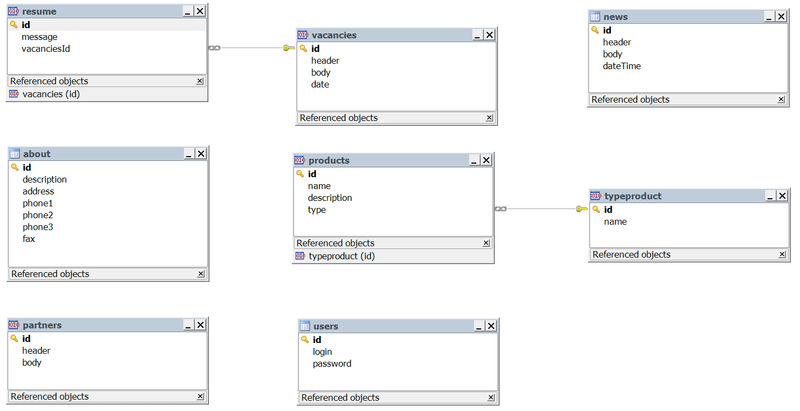 resume
id
message
vacanciesId
Referenced objects
vacancies (id)
vacancies
id
header
body
date
Referenced objects
news
id
header
body
dateTime
Referenced objects
about
id
description
address
phone1
phone2
phone3
fax
Referenced objects
products
id
name
description
type
Referenced objects
typeproduct (id)
typeproduct
id
name
Referenced objects
partners
id
header
body
Referenced objects
users
id
login
password
Referenced objects